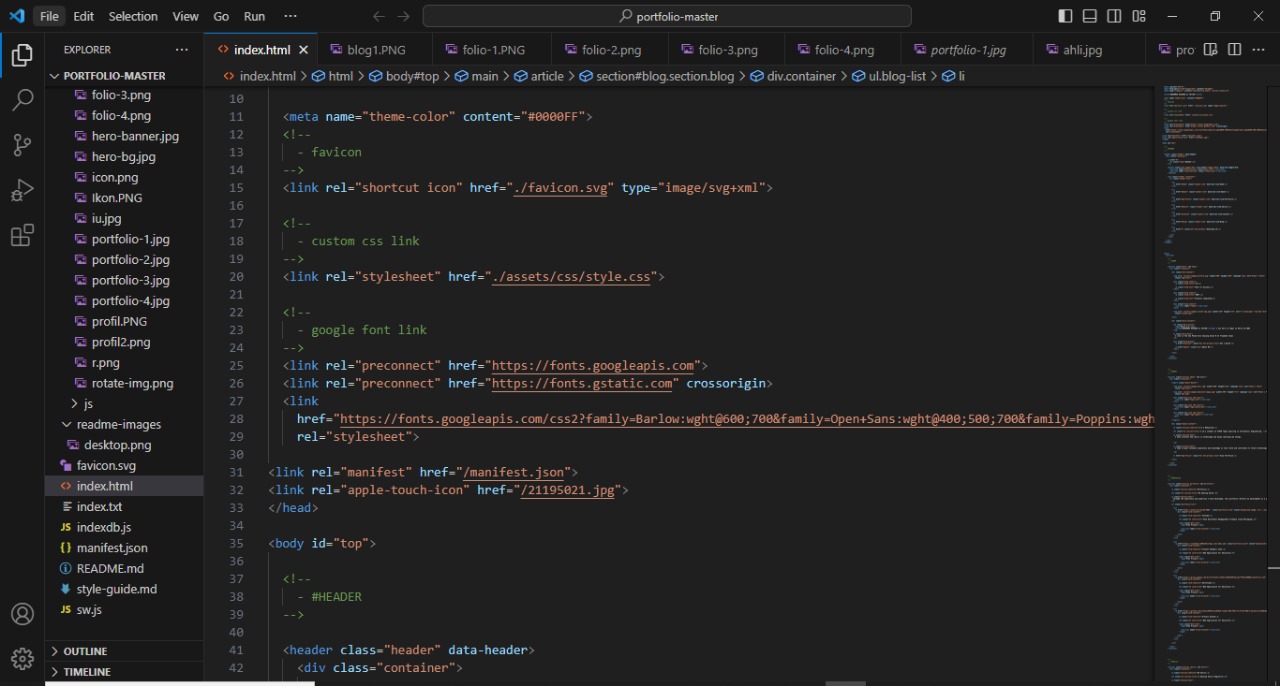 File Edit Selection View Go Run ··· portfolio-master
EXPLORER ···
index.html blog1.PNG folio-1.PNG folio-2.png folio-3.png folio-4.png portfolio-1.jpg ahli.jpg pro ···
PORTFOLIO-MASTER
index.html > html > body#top > main > article > section#blog.section.blog > div.container > ul.blog-list > li
folio-3.png
folio-4.png
hero-banner.jpg
hero-bg.jpg
icon.png
Ikon.PNG
iu.jpg
portfolio-1.jpg
portfolio-2.jpg
portfolio-3.jpg
portfolio-4.jpg
profil.PNG
profil2.png
r.png
rotate-img.png
js
readme-images
desktop.png
favicon.svg
index.html
index.txt
JS indexdb.js
{} manifest.json
README.md
style-guide.md
JS sw.js
OUTLINE
TIMELINE
10
11 <meta name="theme-color" content="#0000FF">
12 <!--
13 - favicon
14 -->
15 <link rel="shortcut icon" href="./favicon.svg" type="image/svg+xml">
16
17 <!--
18 - custom css link
19 -->
20 <link rel="stylesheet" href="./assets/css/style.css">
21
22 <!--
23 - google font link
24 -->
25 <link rel="preconnect" href="https://fonts.googleapis.com">
26 <link rel="preconnect" href="https://fonts.gstatic.com" crossorigin>
27 <link
28 href="https://fonts.googleapis.com/css2?family=Barlow:wght@600;700&family=Open+Sans:wght@400;500;700&family=Poppins:wgh
29 rel="stylesheet">
30
31 <link rel="manifest" href="/manifest.json">
32 <link rel="apple-touch-icon" href="/21195021.jpg">
33 </head>
34
35 <body id="top">
36
37 <!--
38 - #HEADER
39 -->
40
41 <header class="header" data-header>
42 <div class="container">